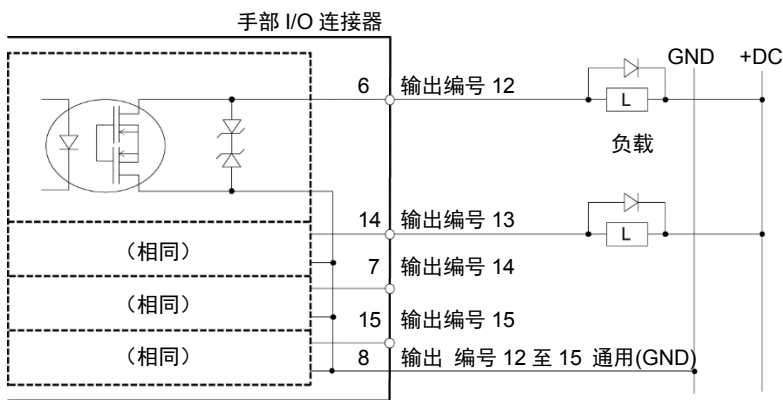 手部 I/O 连接器
GND +DC
6 输出编号 12
L
负载
14 输出编号 13
L
（相同）
7 输出编号 14
（相同）
15 输出编号 15
（相同）
8 输出 编号 12 至 15 通用(GND)